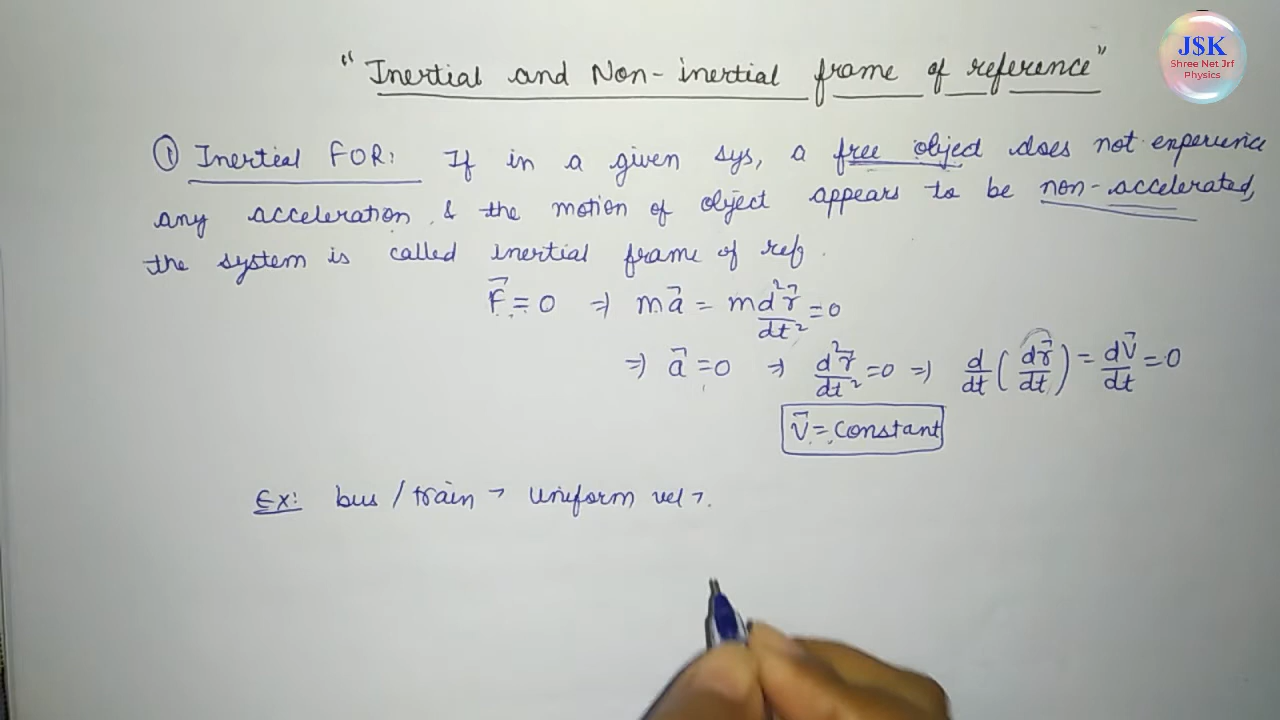 J$K
Shree Net Jrf
Physics
"Inertial and Non-inertial frame of reference"
① Inertial FOR: If in a given sys, a free object does not experience
any acceleration & the motion of object appears to be non-accelerated,
the system is called inertial frame of ref.
F⃗ = 0 ⇒ ma⃗ = m d²r⃗/dt² = 0
⇒ a⃗ = 0 ⇒ d²r⃗/dt² = 0 ⇒ d/dt (dr⃗/dt) = dV⃗/dt = 0
V⃗ = Constant
Ex: bus / train → uniform vel →.